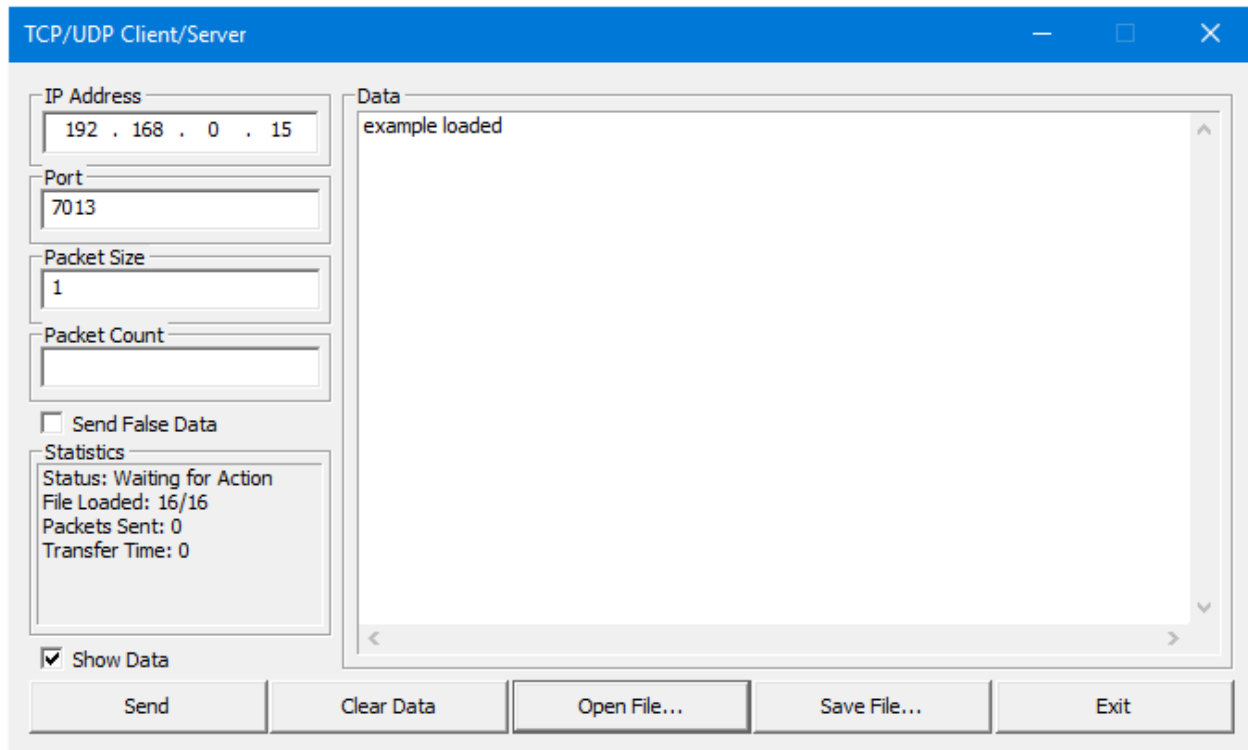 TCP/UDP Client/Server
IP Address
192 . 168 . 0 . 15
Port
7013
Packet Size
1
Packet Count
Send False Data
Statistics
Status: Waiting for Action
File Loaded: 16/16
Packets Sent: 0
Transfer Time: 0
Show Data
Data
example loaded
Send
Clear Data
Open File...
Save File...
Exit